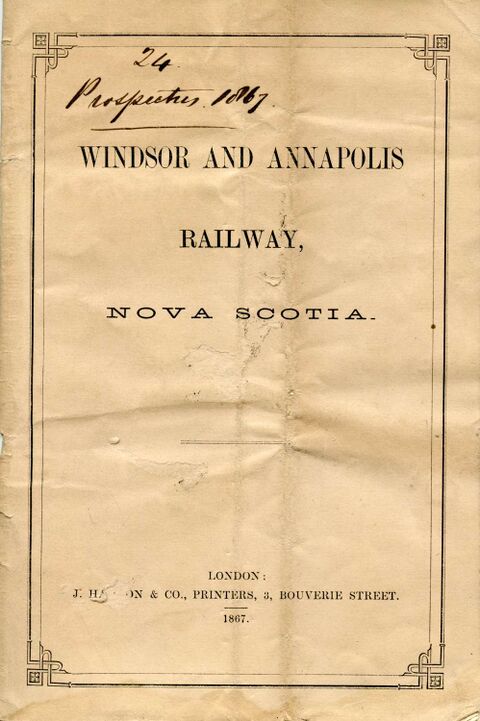 24.
Prospectus. 1867.
WINDSOR AND ANNAPOLIS
RAILWAY,
NOVA SCOTIA.
LONDON:
J. & CO., PRINTERS, 3, BOUVERIE STREET.
1867.